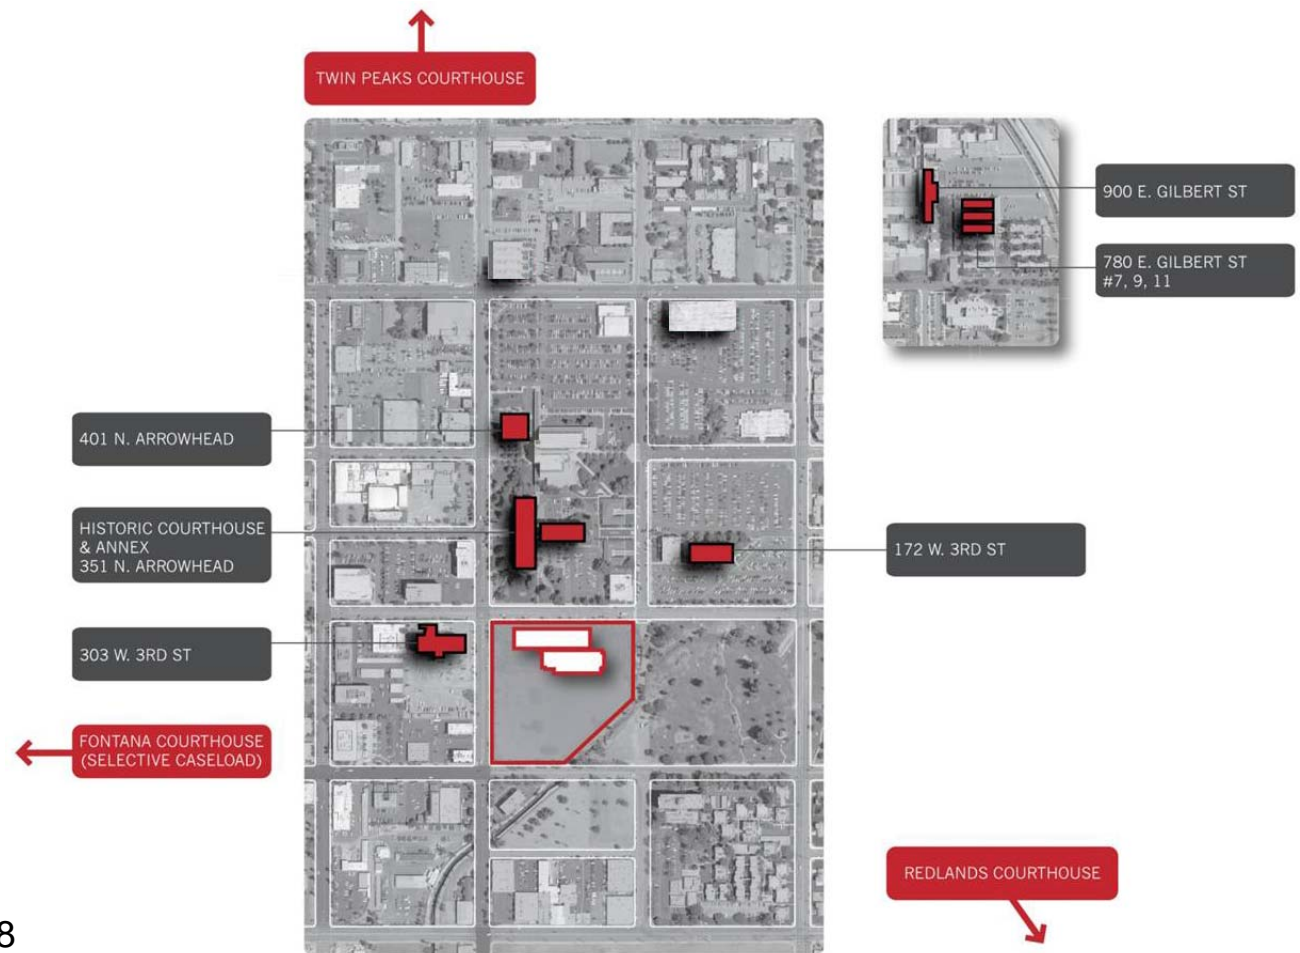 TWIN PEAKS COURTHOUSE
900 E. GILBERT ST
780 E. GILBERT ST
#7, 9, 11
401 N. ARROWHEAD
HISTORIC COURTHOUSE
& ANNEX
351 N. ARROWHEAD
172 W. 3RD ST
303 W. 3RD ST
FONTANA COURTHOUSE
(SELECTIVE CASELOAD)
REDLANDS COURTHOUSE
8